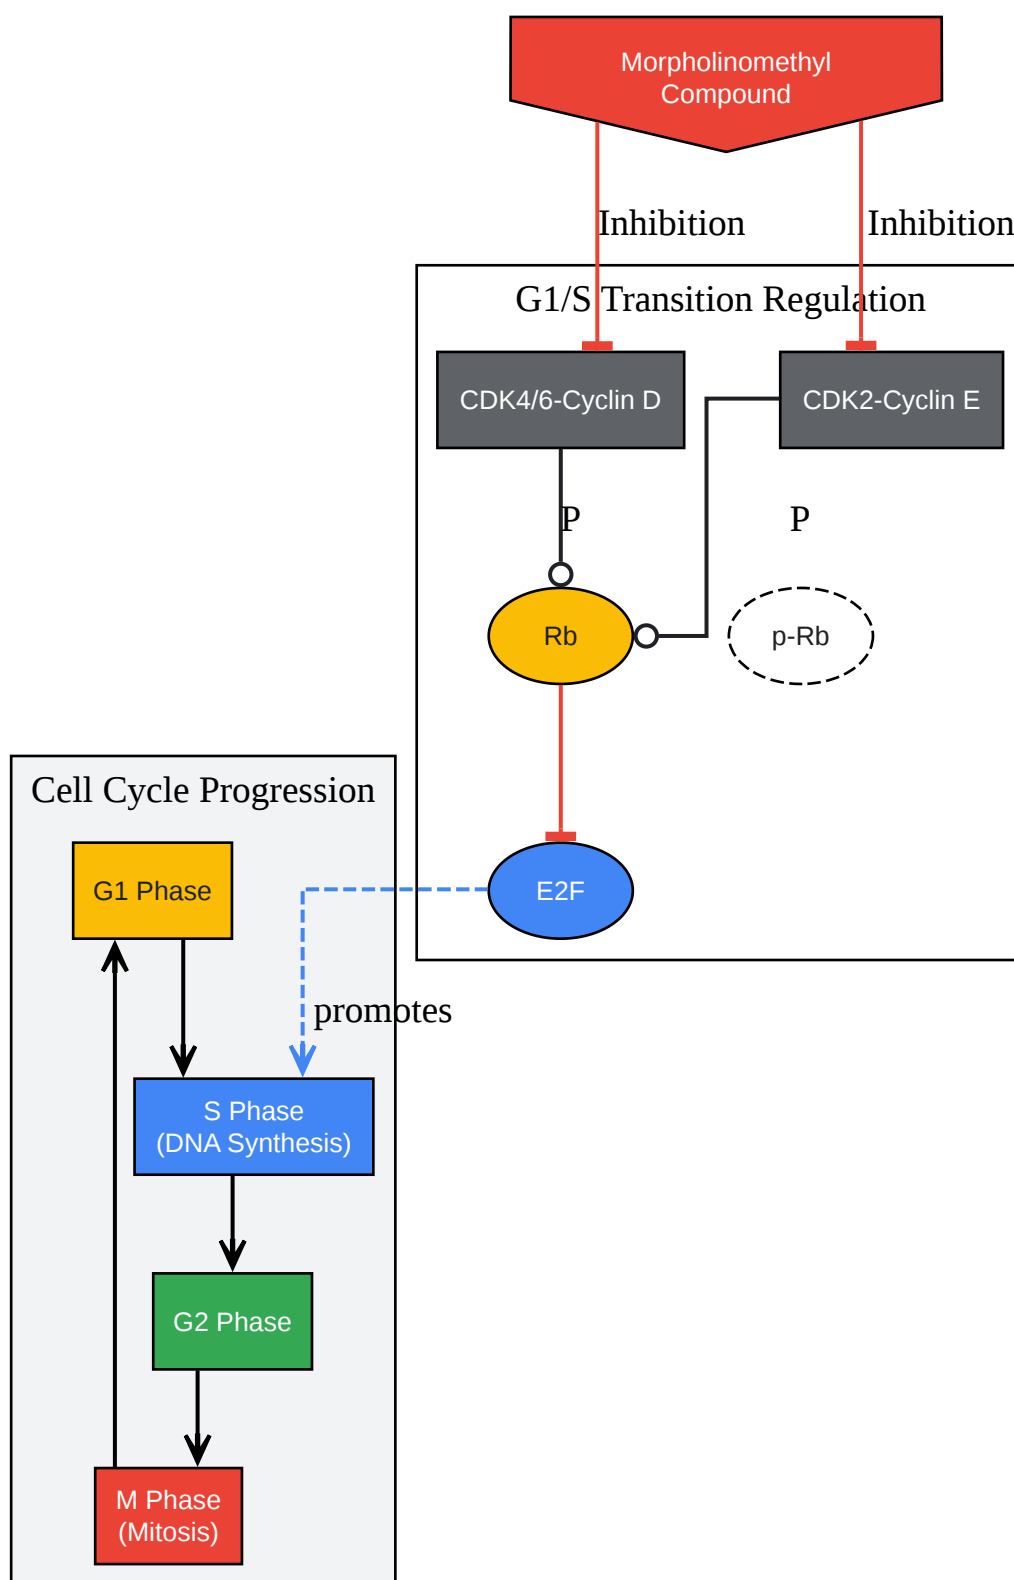 Morpholinomethyl
Compound
Inhibition
Inhibition
G1/S Transition Regulation
CDK4/6-Cyclin D
CDK2-Cyclin E
P
P
Rb
p-Rb
Cell Cycle Progression
G1 Phase
E2F
promotes
S Phase
(DNA Synthesis)
G2 Phase
M Phase
(Mitosis)